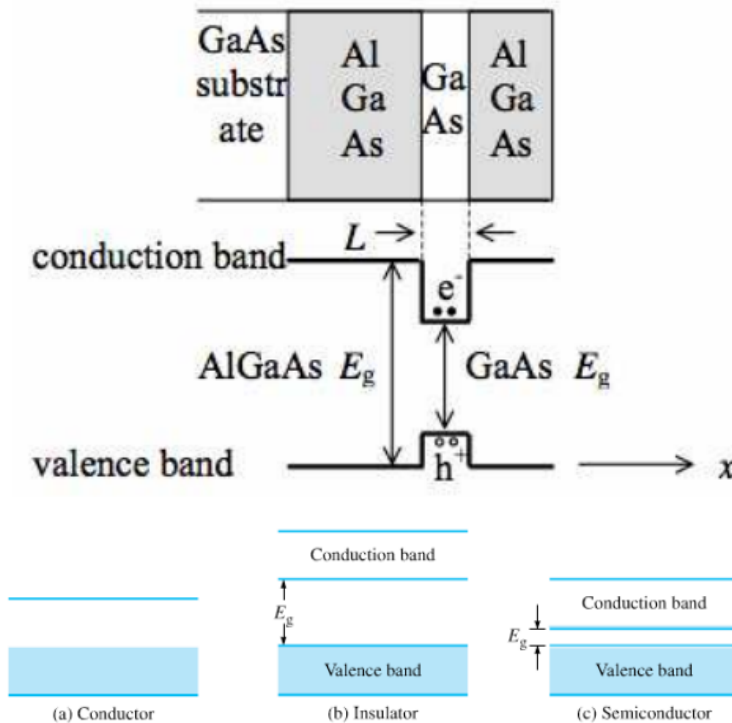 GaAs
substr
ate
Al
Ga
As
Ga
As
Al
Ga
As
L
conduction band
e-
AlGaAs Eg
GaAs Eg
valence band
h+
x
Conduction band
Eg
Valence band
Conduction band
Eg
Valence band
(a) Conductor
(b) Insulator
(c) Semiconductor